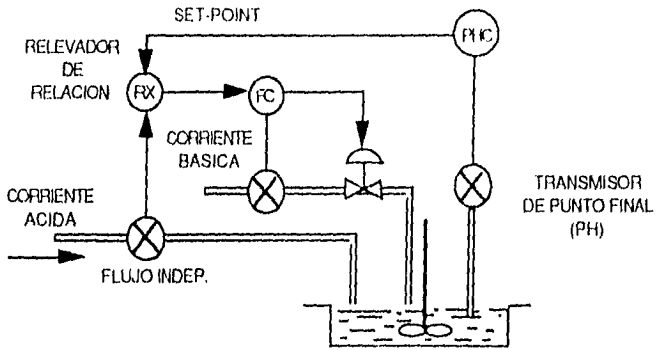 SET-POINT
PHC
RELEVADOR
DE
RELACION
RX
FC
CORRIENTE
BASICA
CORRIENTE
ACIDA
FLUJO INDEP.
TRANSMISOR
DE PUNTO FINAL
(PH)